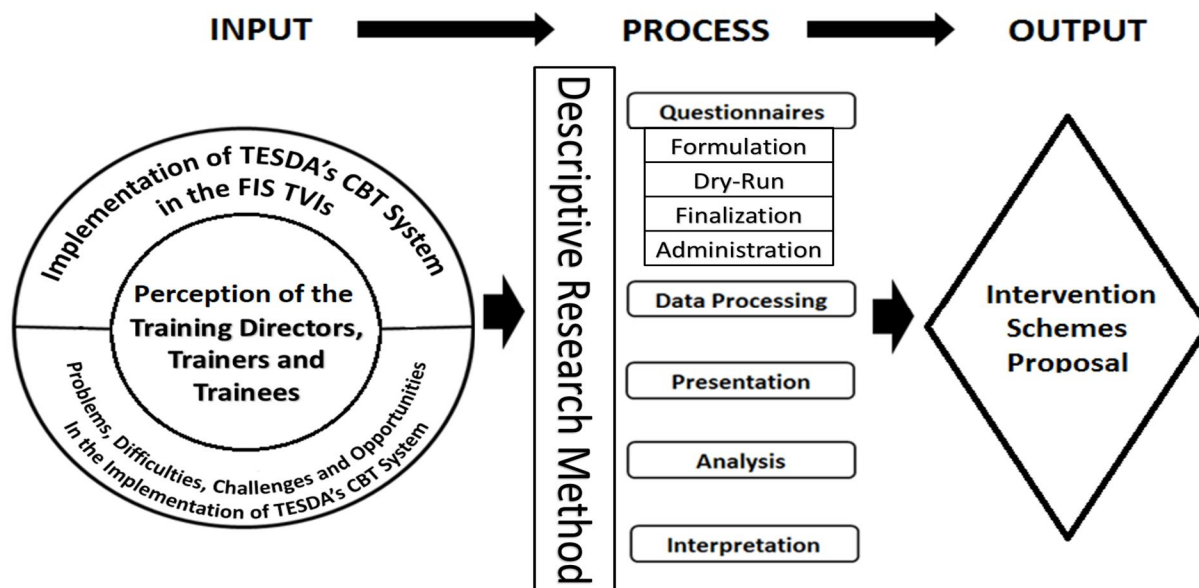 INPUT
PROCESS
OUTPUT
Implementation of TESDA's CBT System
in the FIS TVIs
Perception of the
Training Directors,
Trainers and
Trainees
Problems, Difficulties, Challenges and Opportunities
In the Implementation of TESDA's CBT System
Descriptive Research Method
Questionnaires
Formulation
Dry-Run
Finalization
Administration
Data Processing
Presentation
Analysis
Interpretation
Intervention
Schemes
Proposal